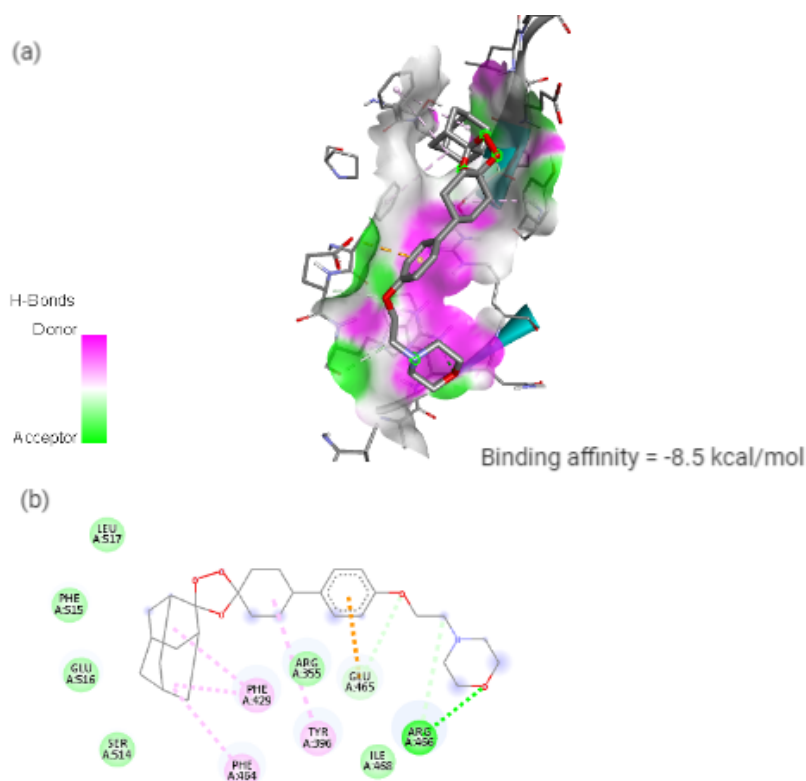 (a)
H-Bonds
Donor
Acceptor
Binding affinity = -8.5 kcal/mol
(b)
LEU
A:517
PHE
A:515
GLU
A:516
SER
A:514
PHE
A:429
PHE
A:464
ARG
A:355
TYR
A:396
GLU
A:465
ILE
A:468
ARG
A:466
O
O
O
O
N
O